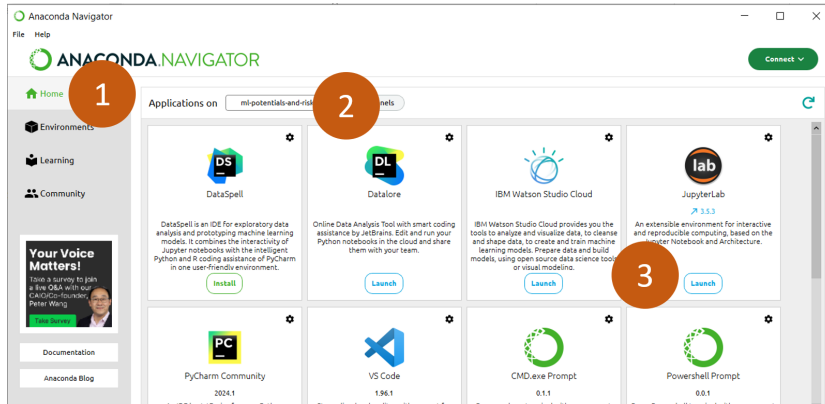 Anaconda Navigator
File Help
ANACONDA.NAVIGATOR
Connect
Home
1
Environments
Learning
Community
Your Voice
Matters!
Take a survey to join
a live Q&A with our
CAIO/Co-founder,
Peter Wang
Take Survey
Documentation
Anaconda Blog
Applications on
ml-potentials-and-risk
2
DS
DataSpell
DataSpell is an IDE for exploratory data
analysis and prototyping machine learning
models. It combines the interactivity of
Jupyter notebooks with the intelligent
Python and R coding assistance of PyCharm
in one user-friendly environment.
Install
DL
Datalore
Online Data Analysis Tool with smart coding
assistance by JetBrains. Edit and run your
Python notebooks in the cloud and share
them with your team.
Launch
IBM Watson Studio Cloud
IBM Watson Studio Cloud provides you the
tools to analyze and visualize data, to cleanse
and shape data, to create and train machine
learning models. Prepare data and build
models, using open source data science tools
or visual modeling.
Launch
lab
JupyterLab
3.5.3
An extensible environment for interactive
and reproducible computing, based on the
Jupyter Notebook and Architecture.
3
Launch
PC
PyCharm Community
2024.1
VS Code
1.96.1
CMD.exe Prompt
0.1.1
Powershell Prompt
0.0.1